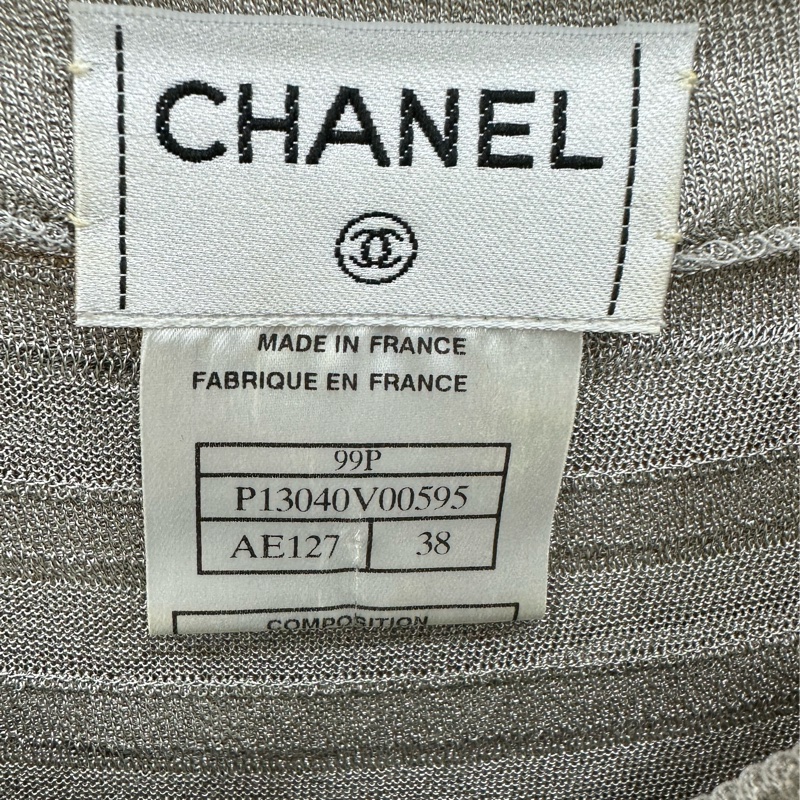 CHANEL
MADE IN FRANCE
FABRIQUE EN FRANCE
99P
P13040V00595
AE127 38
COMPOSITION